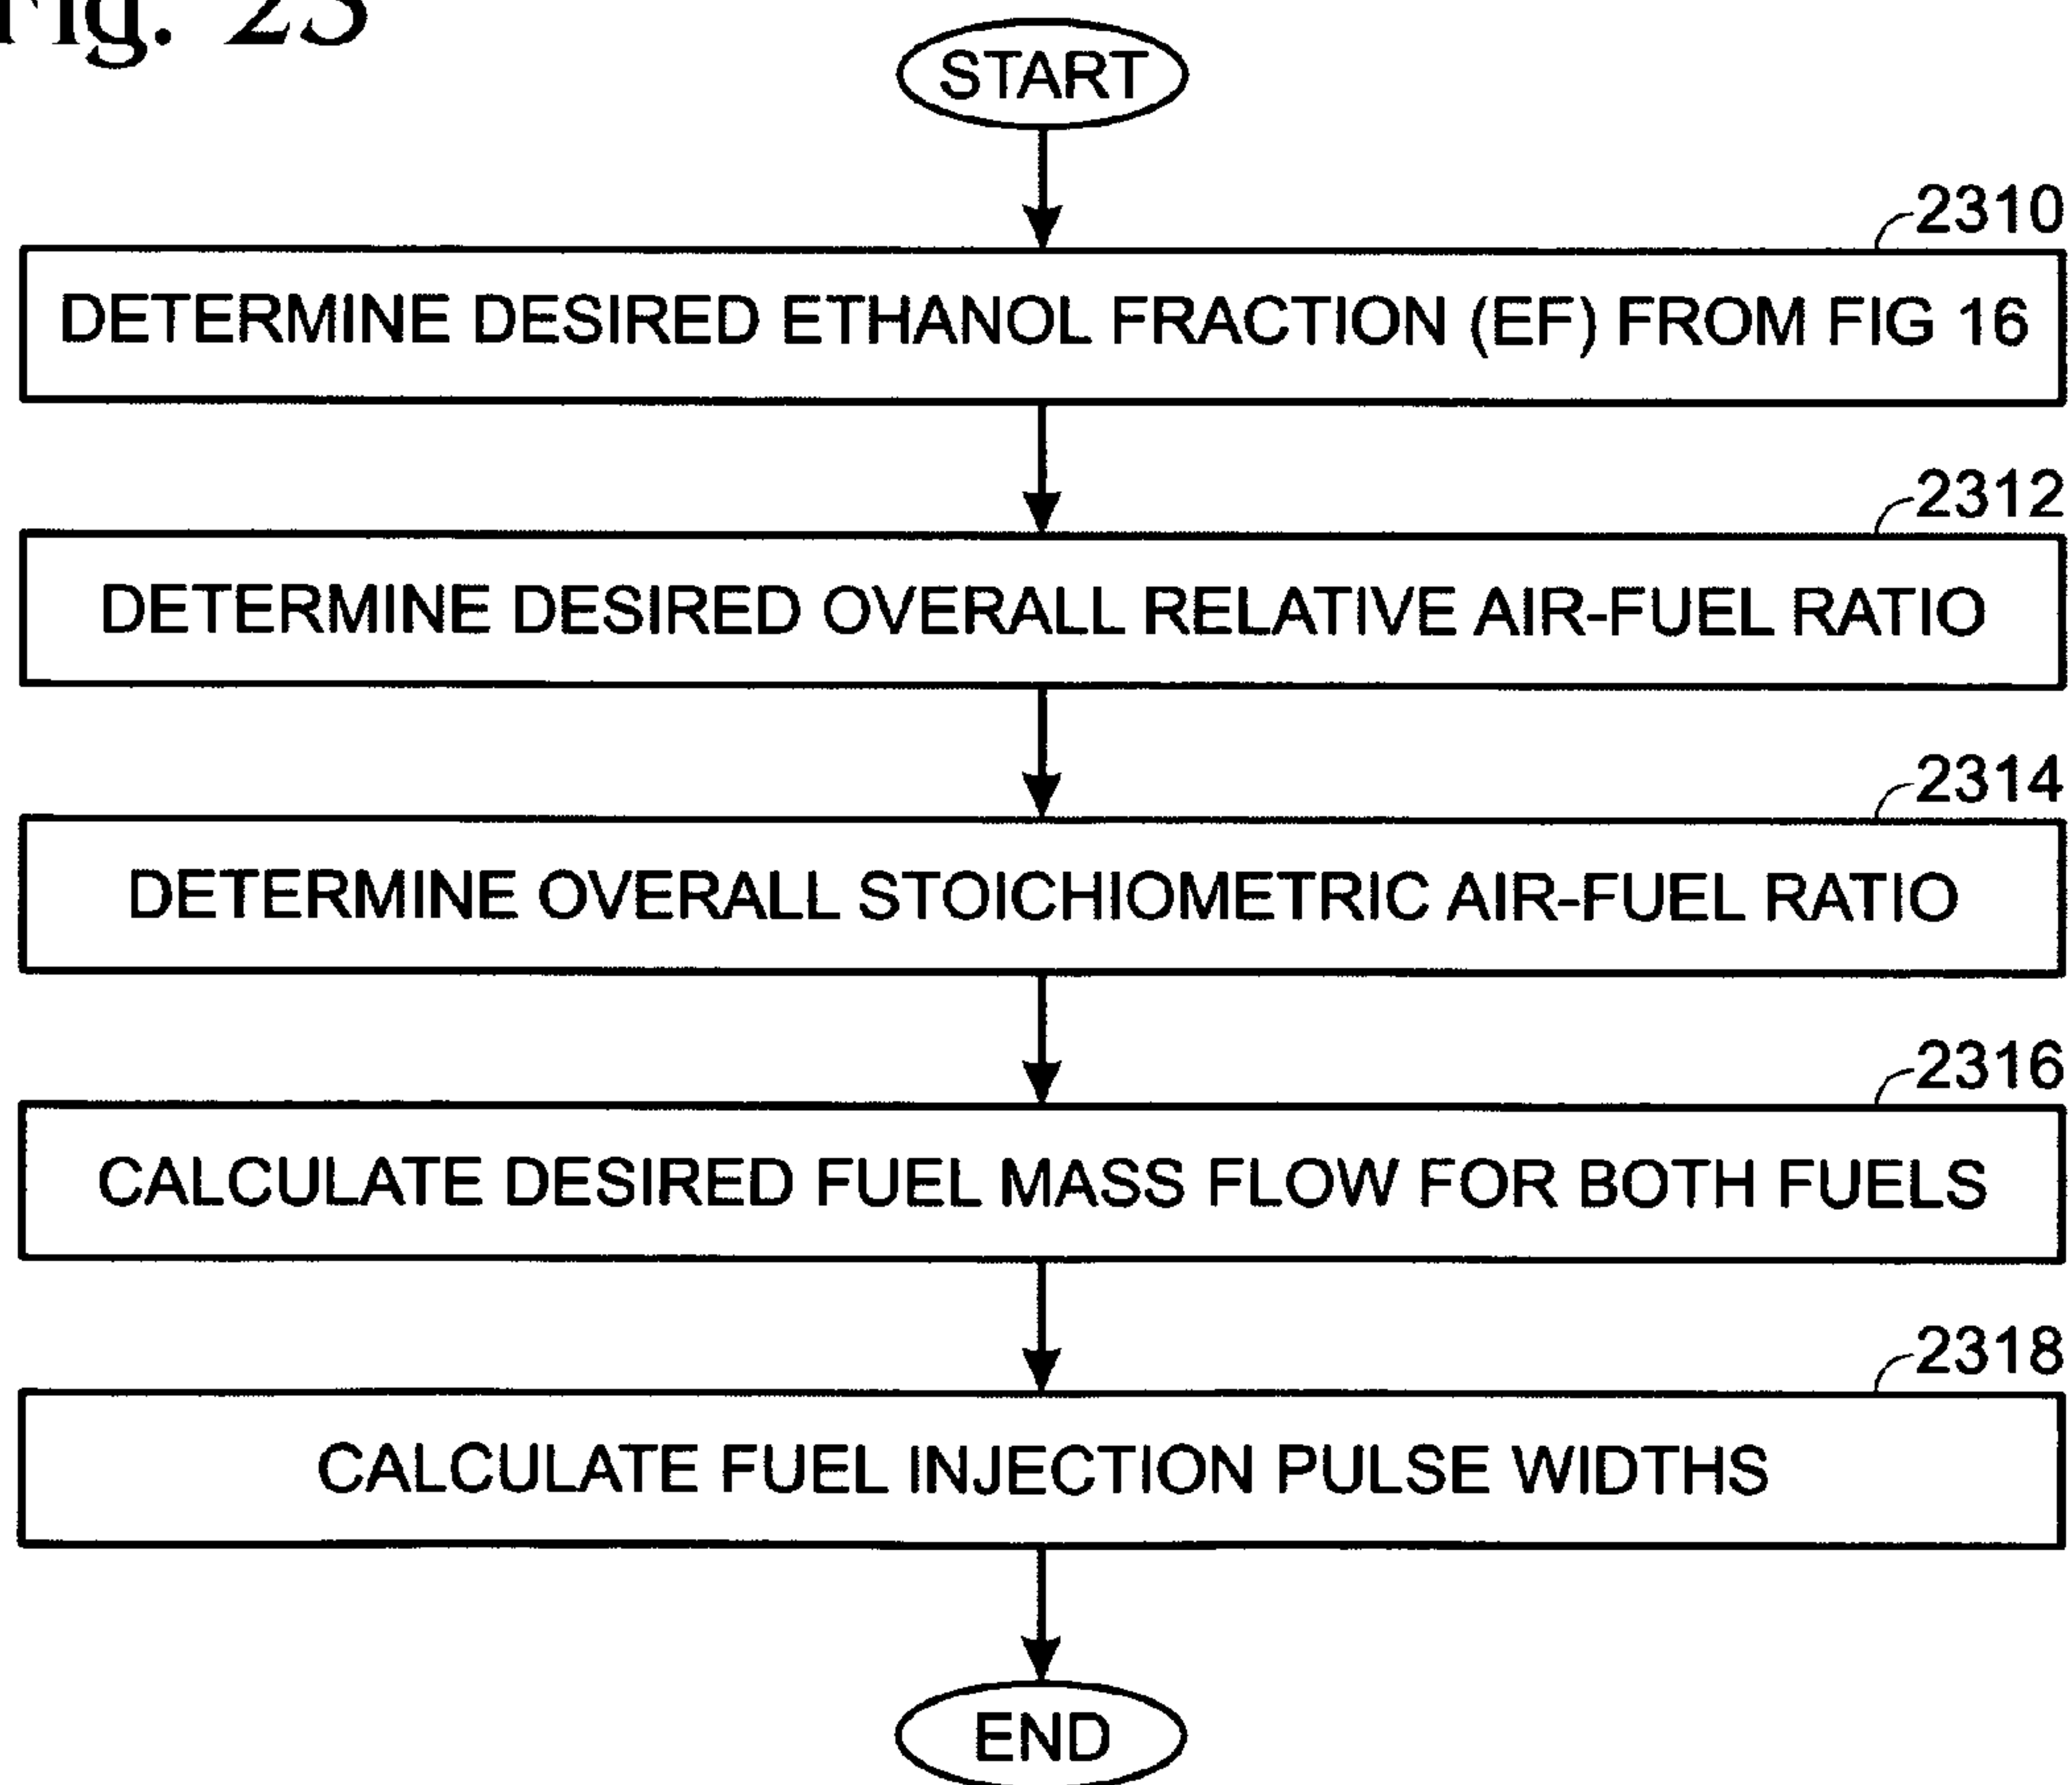 Fig. 23
START
2310
DETERMINE DESIRED ETHANOL FRACTION (EF) FROM FIG 16
2312
DETERMINE DESIRED OVERALL RELATIVE AIR-FUEL RATIO
2314
DETERMINE OVERALL STOICHIOMETRIC AIR-FUEL RATIO
2316
CALCULATE DESIRED FUEL MASS FLOW FOR BOTH FUELS
2318
CALCULATE FUEL INJECTION PULSE WIDTHS
END